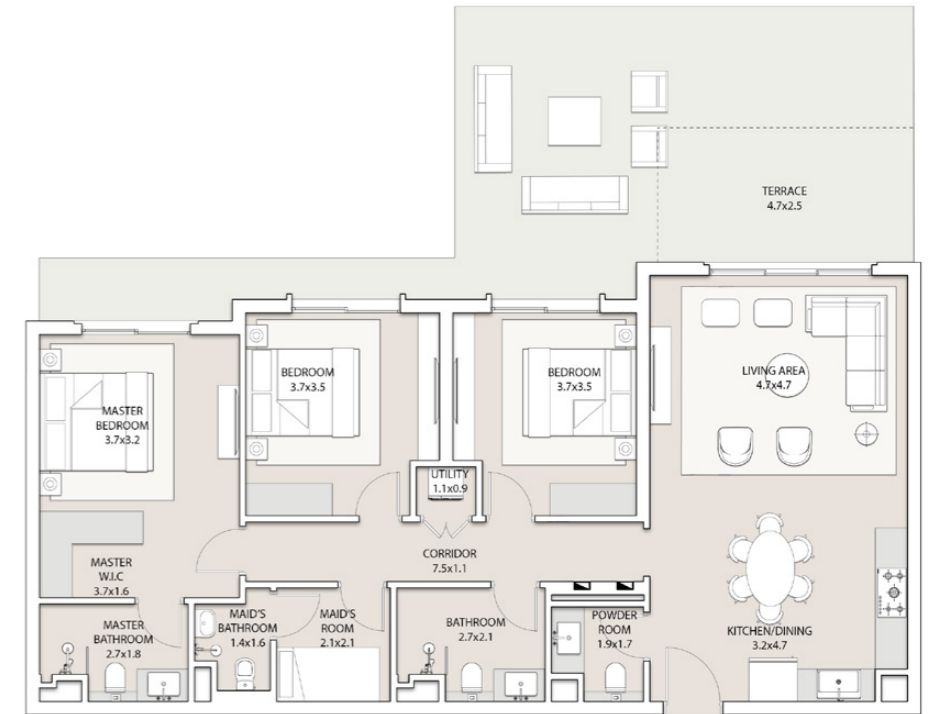 TERRACE
4.7x2.5
BEDROOM
3.7x3.5
BEDROOM
3.7x3.5
LIVING AREA
4.7x4.7
MASTER
BEDROOM
3.7x3.2
UTILITY
1.1x0.9
CORRIDOR
7.5x1.1
MASTER
W.I.C
3.7x1.6
MASTER
BATHROOM
2.7x1.8
MAID'S
BATHROOM
1.4x1.6
MAID'S
ROOM
2.1x2.1
BATHROOM
2.7x2.1
POWDER
ROOM
1.9x1.7
KITCHEN/DINING
3.2x4.7